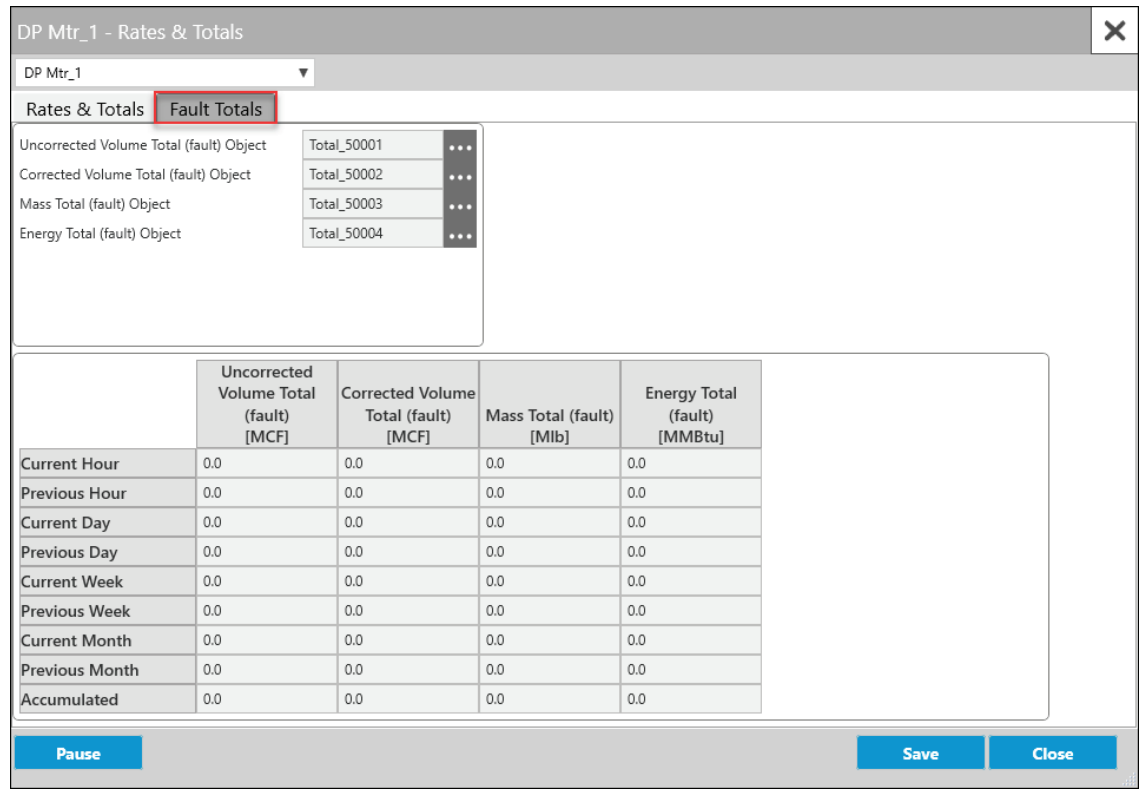 DP Mtr_1 - Rates & Totals
DP Mtr_1
Rates & Totals Fault Totals
Uncorrected Volume Total (fault) Object Total_50001
Corrected Volume Total (fault) Object Total_50002
Mass Total (fault) Object Total_50003
Energy Total (fault) Object Total_50004
Uncorrected
Volume Total
(fault)
[MCF]
Corrected Volume
Total (fault)
[MCF]
Mass Total (fault)
[Mlb]
Energy Total
(fault)
[MMBtu]
Current Hour 0.0 0.0 0.0 0.0
Previous Hour 0.0 0.0 0.0 0.0
Current Day 0.0 0.0 0.0 0.0
Previous Day 0.0 0.0 0.0 0.0
Current Week 0.0 0.0 0.0 0.0
Previous Week 0.0 0.0 0.0 0.0
Current Month 0.0 0.0 0.0 0.0
Previous Month 0.0 0.0 0.0 0.0
Accumulated 0.0 0.0 0.0 0.0
Pause Save Close